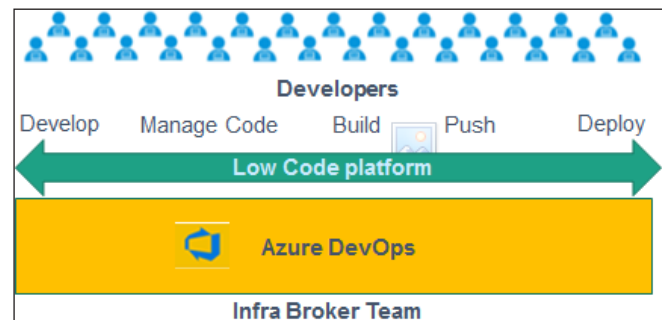 Developers
Develop Manage Code Build Push Deploy
Low Code platform
Azure DevOps
Infra Broker Team